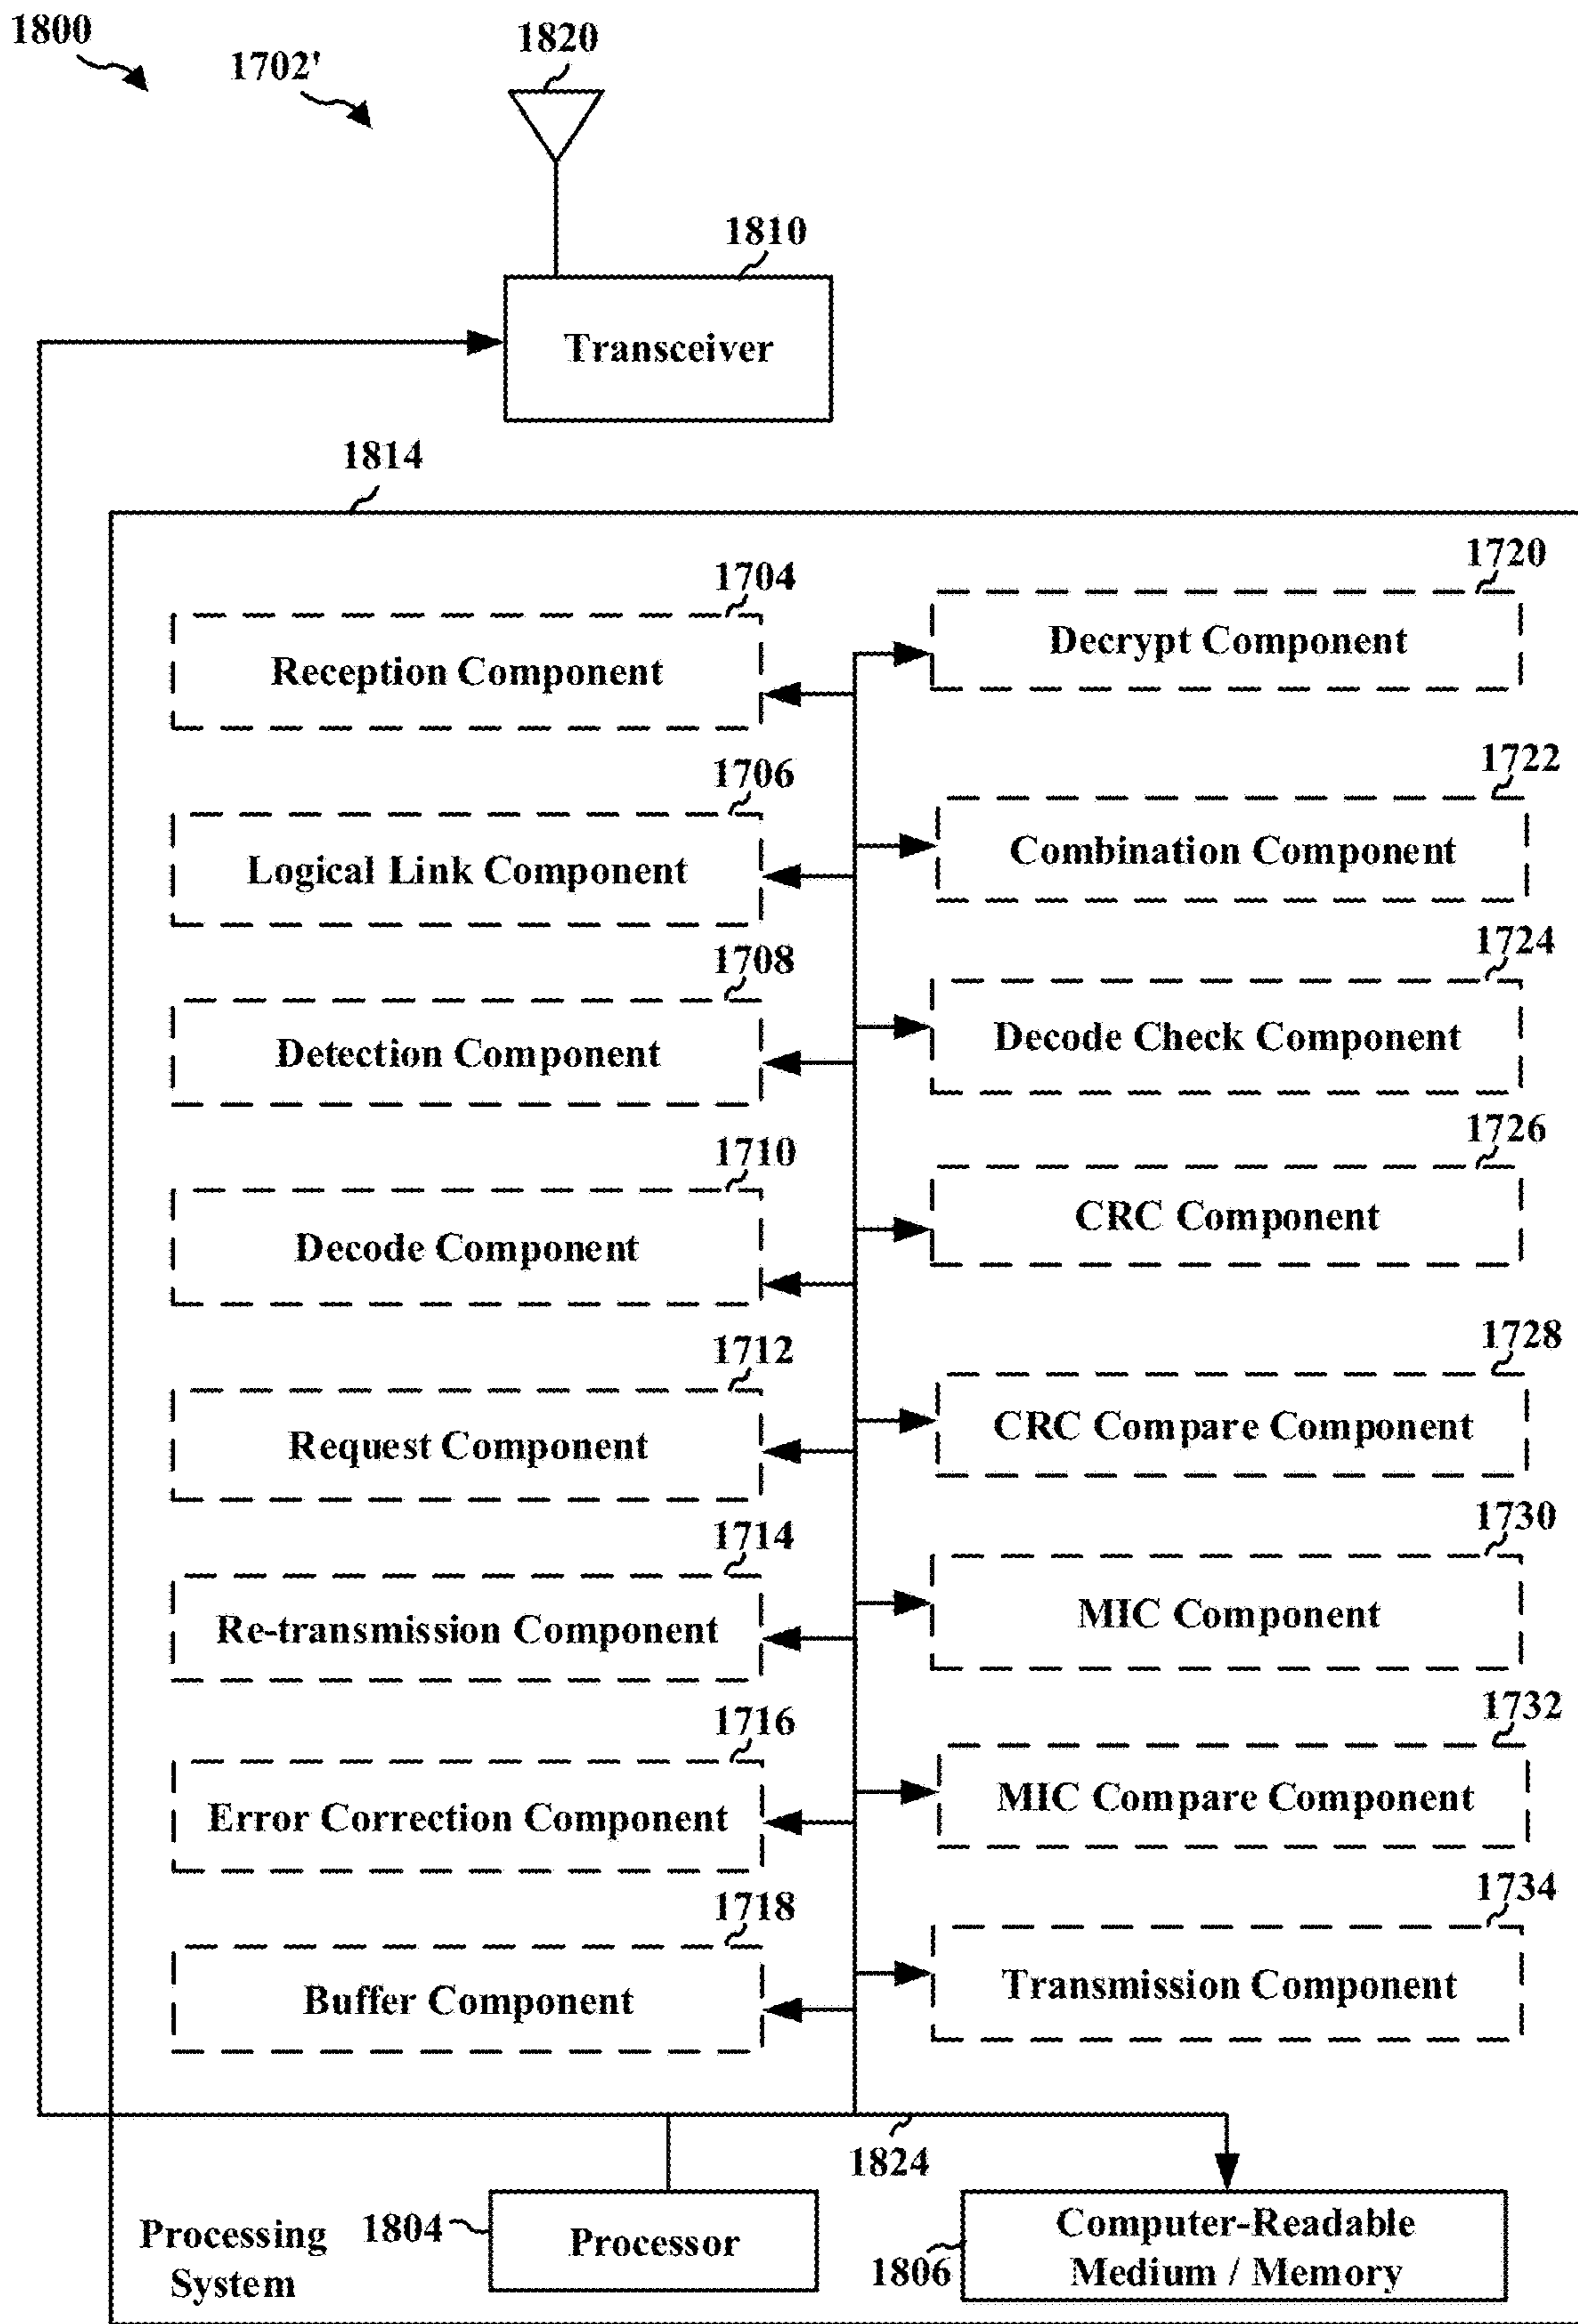 1800
1702'
1820
1810
Transceiver
1814
1704
Reception Component
1706
Logical Link Component
1708
Detection Component
1710
Decode Component
1712
Request Component
1714
Re-transmission Component
1716
Error Correction Component
1718
Buffer Component
1720
Decrypt Component
1722
Combination Component
1724
Decode Check Component
1726
CRC Component
1728
CRC Compare Component
1730
MIC Component
1732
MIC Compare Component
1734
Transmission Component
1824
Processing
System
1804
Processor
1806
Computer-Readable
Medium / Memory